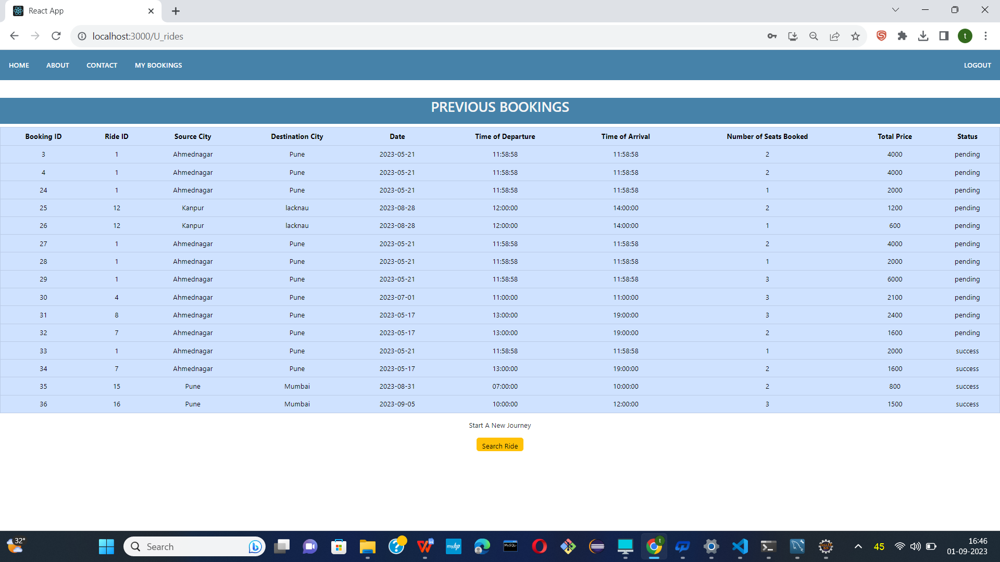 React App
localhost:3000/U_rides
t
HOME ABOUT CONTACT MY BOOKINGS LOGOUT
PREVIOUS BOOKINGS
Booking ID Ride ID Source City Destination City Date Time of Departure Time of Arrival Number of Seats Booked Total Price Status
3 1 Ahmednagar Pune 2023-05-21 11:58:58 11:58:58 2 4000 pending
4 1 Ahmednagar Pune 2023-05-21 11:58:58 11:58:58 2 4000 pending
24 1 Ahmednagar Pune 2023-05-21 11:58:58 11:58:58 1 2000 pending
25 12 Kanpur lacknau 2023-08-28 12:00:00 14:00:00 2 1200 pending
26 12 Kanpur lacknau 2023-08-28 12:00:00 14:00:00 1 600 pending
27 1 Ahmednagar Pune 2023-05-21 11:58:58 11:58:58 2 4000 pending
28 1 Ahmednagar Pune 2023-05-21 11:58:58 11:58:58 1 2000 pending
29 1 Ahmednagar Pune 2023-05-21 11:58:58 11:58:58 3 6000 pending
30 4 Ahmednagar Pune 2023-07-01 11:00:00 11:00:00 3 2100 pending
31 8 Ahmednagar Pune 2023-05-17 13:00:00 19:00:00 3 2400 pending
32 7 Ahmednagar Pune 2023-05-17 13:00:00 19:00:00 2 1600 pending
33 1 Ahmednagar Pune 2023-05-21 11:58:58 11:58:58 1 2000 success
34 7 Ahmednagar Pune 2023-05-17 13:00:00 19:00:00 2 1600 success
35 15 Pune Mumbai 2023-08-31 07:00:00 10:00:00 2 800 success
36 16 Pune Mumbai 2023-09-05 10:00:00 12:00:00 3 1500 success
Start A New Journey
Search Ride
32°
Search
myhp
t
45
16:46
01-09-2023